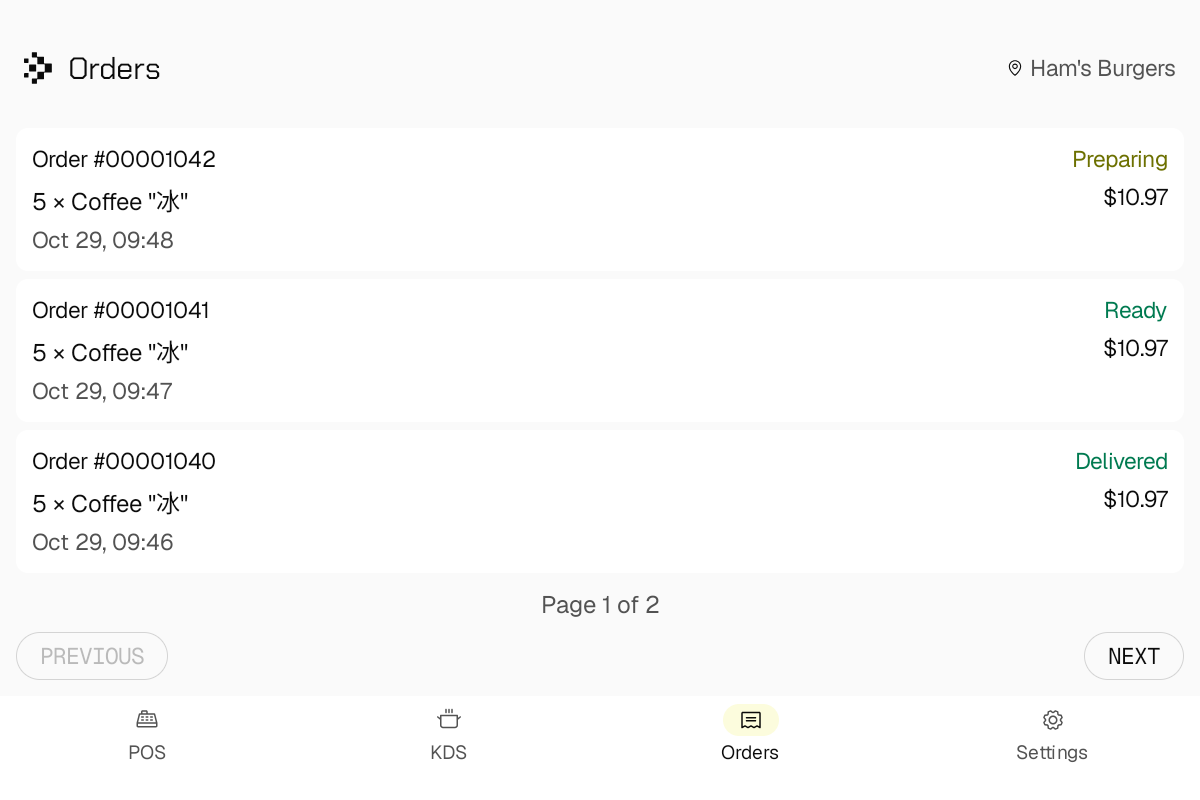 Orders
Ham's Burgers
Order #00001042
Preparing
5 × Coffee "冰"
$10.97
Oct 29, 09:48
Order #00001041
Ready
5 × Coffee "冰"
$10.97
Oct 29, 09:47
Order #00001040
Delivered
5 × Coffee "冰"
$10.97
Oct 29, 09:46
Page 1 of 2
PREVIOUS
NEXT
POS
KDS
Orders
Settings